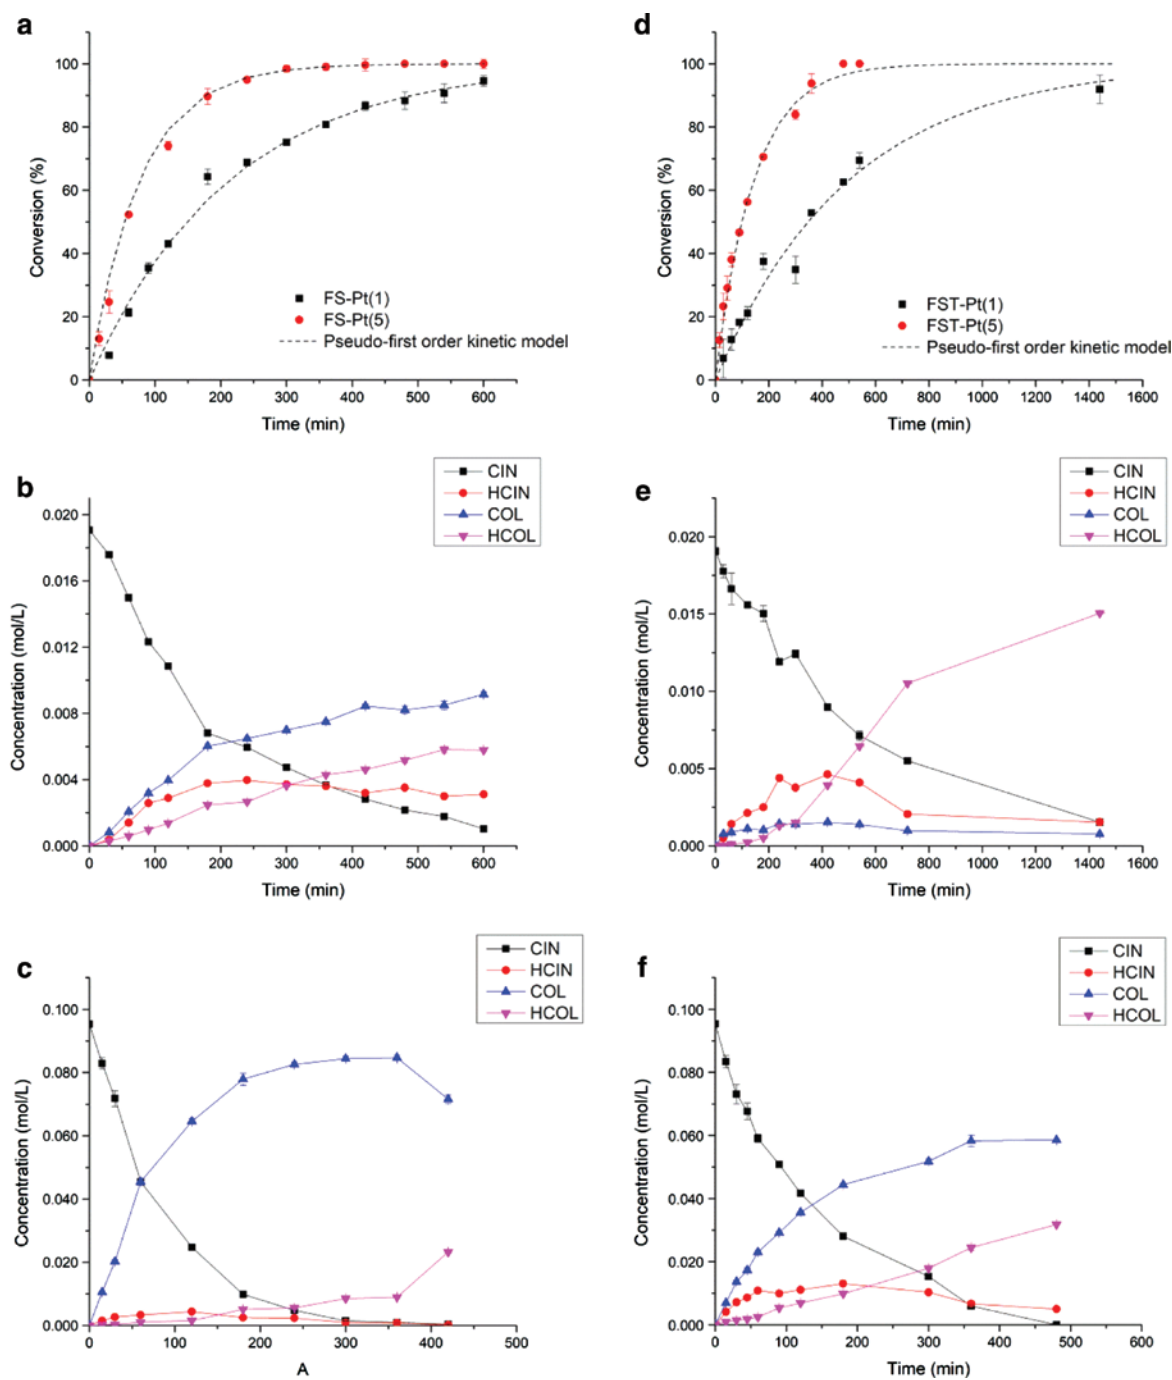 a
100
80
60
40
20
0
Conversion (%)
FS-Pt(1)
FS-Pt(5)
Pseudo-first order kinetic model
0 100 200 300 400 500 600
Time (min)
d
100
80
60
40
20
0
Conversion (%)
FST-Pt(1)
FST-Pt(5)
Pseudo-first order kinetic model
0 200 400 600 800 1000 1200 1400 1600
Time (min)
b
CIN
HCIN
COL
HCOL
0.020
0.016
0.012
0.008
0.004
0.000
Concentration (mol/L)
0 100 200 300 400 500 600
Time (min)
e
CIN
HCIN
COL
HCOL
0.020
0.015
0.010
0.005
0.000
Concentration (mol/L)
0 200 400 600 800 1000 1200 1400 1600
Time (min)
c
CIN
HCIN
COL
HCOL
0.100
0.080
0.060
0.040
0.020
0.000
Concentration (mol/L)
0 100 200 300 400 500
A
f
CIN
HCIN
COL
HCOL
0.100
0.080
0.060
0.040
0.020
0.000
Concentration (mol/L)
0 100 200 300 400 500 600
Time (min)